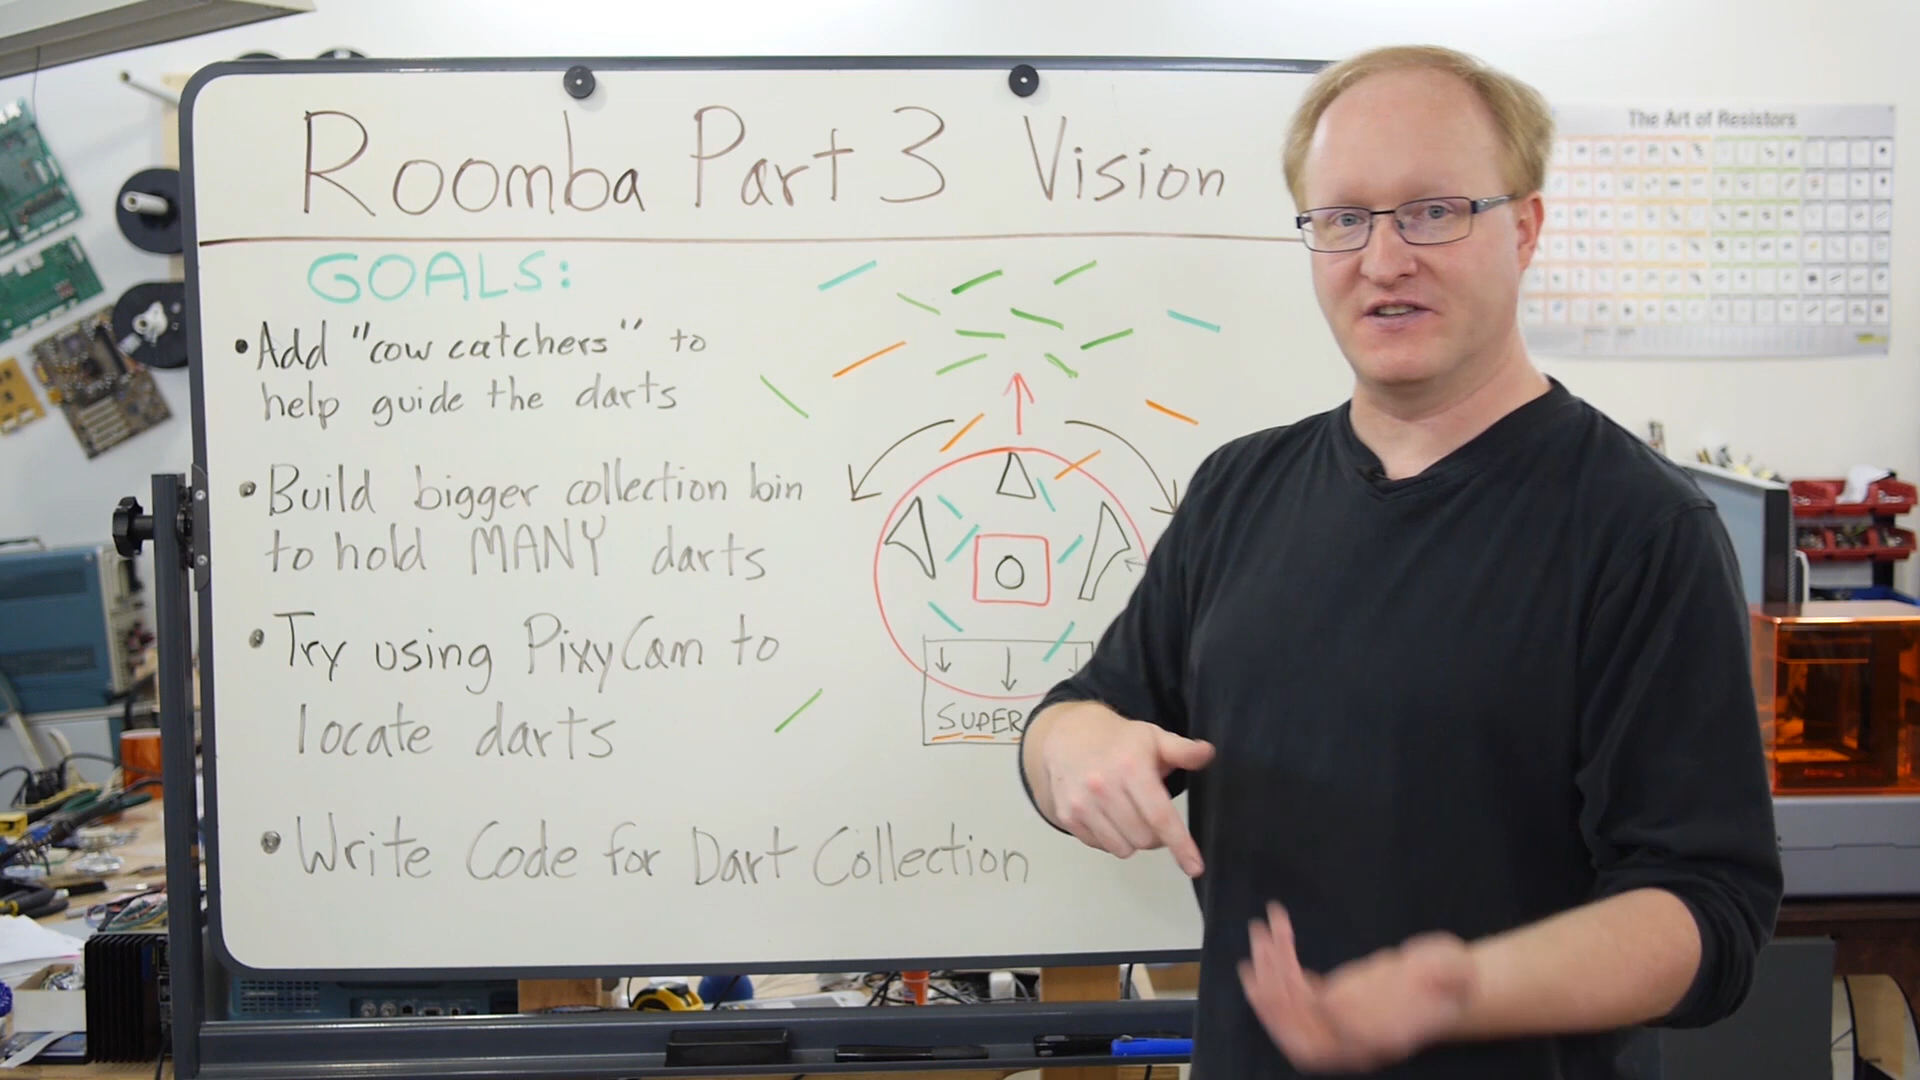 Roomba Part 3 Vision
The Art of Resistors
GOALS:
• Add "cow catchers" to
help guide the darts
• Build bigger collection bin
to hold MANY darts
• Try using PixyCam to
locate darts
SUPER
• Write Code for Dart Collection